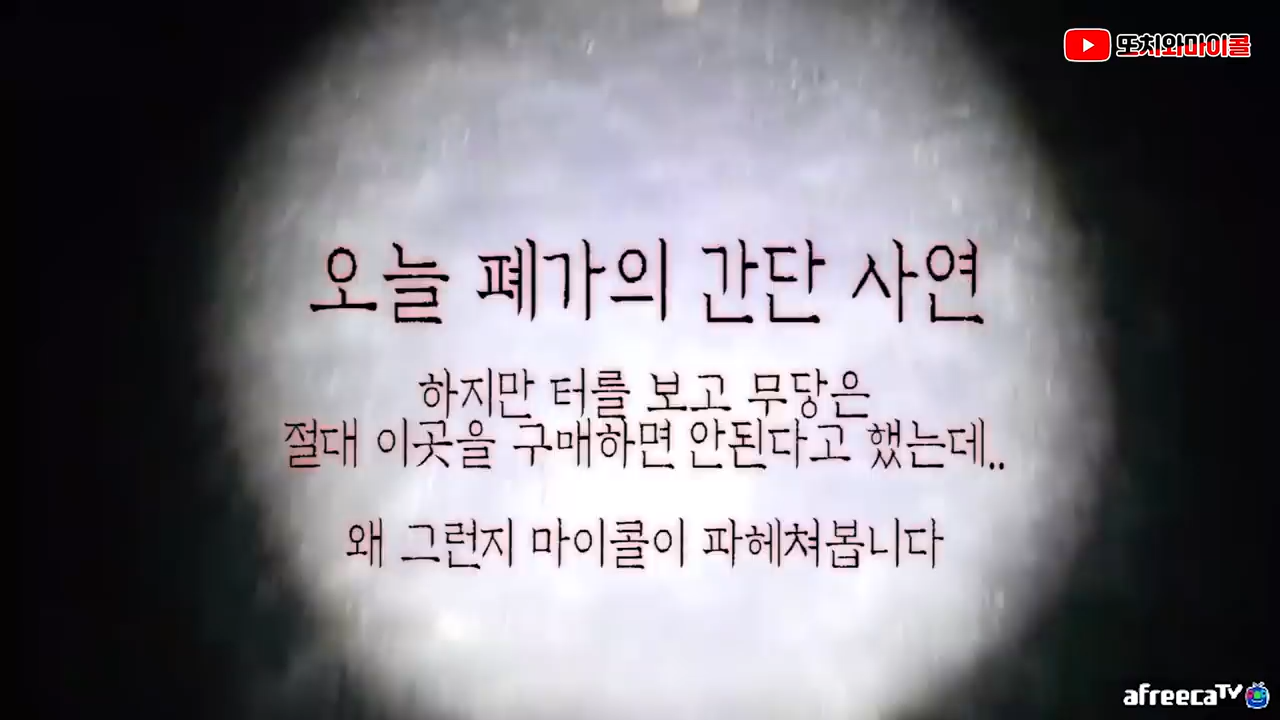 또치와마이콜
오늘 폐가의 간단 사연
하지만 터를 보고 무당은
절대 이곳을 구매하면 안된다고 했는데..
왜 그런지 마이콜이 파헤쳐봅니다
afreecaTV